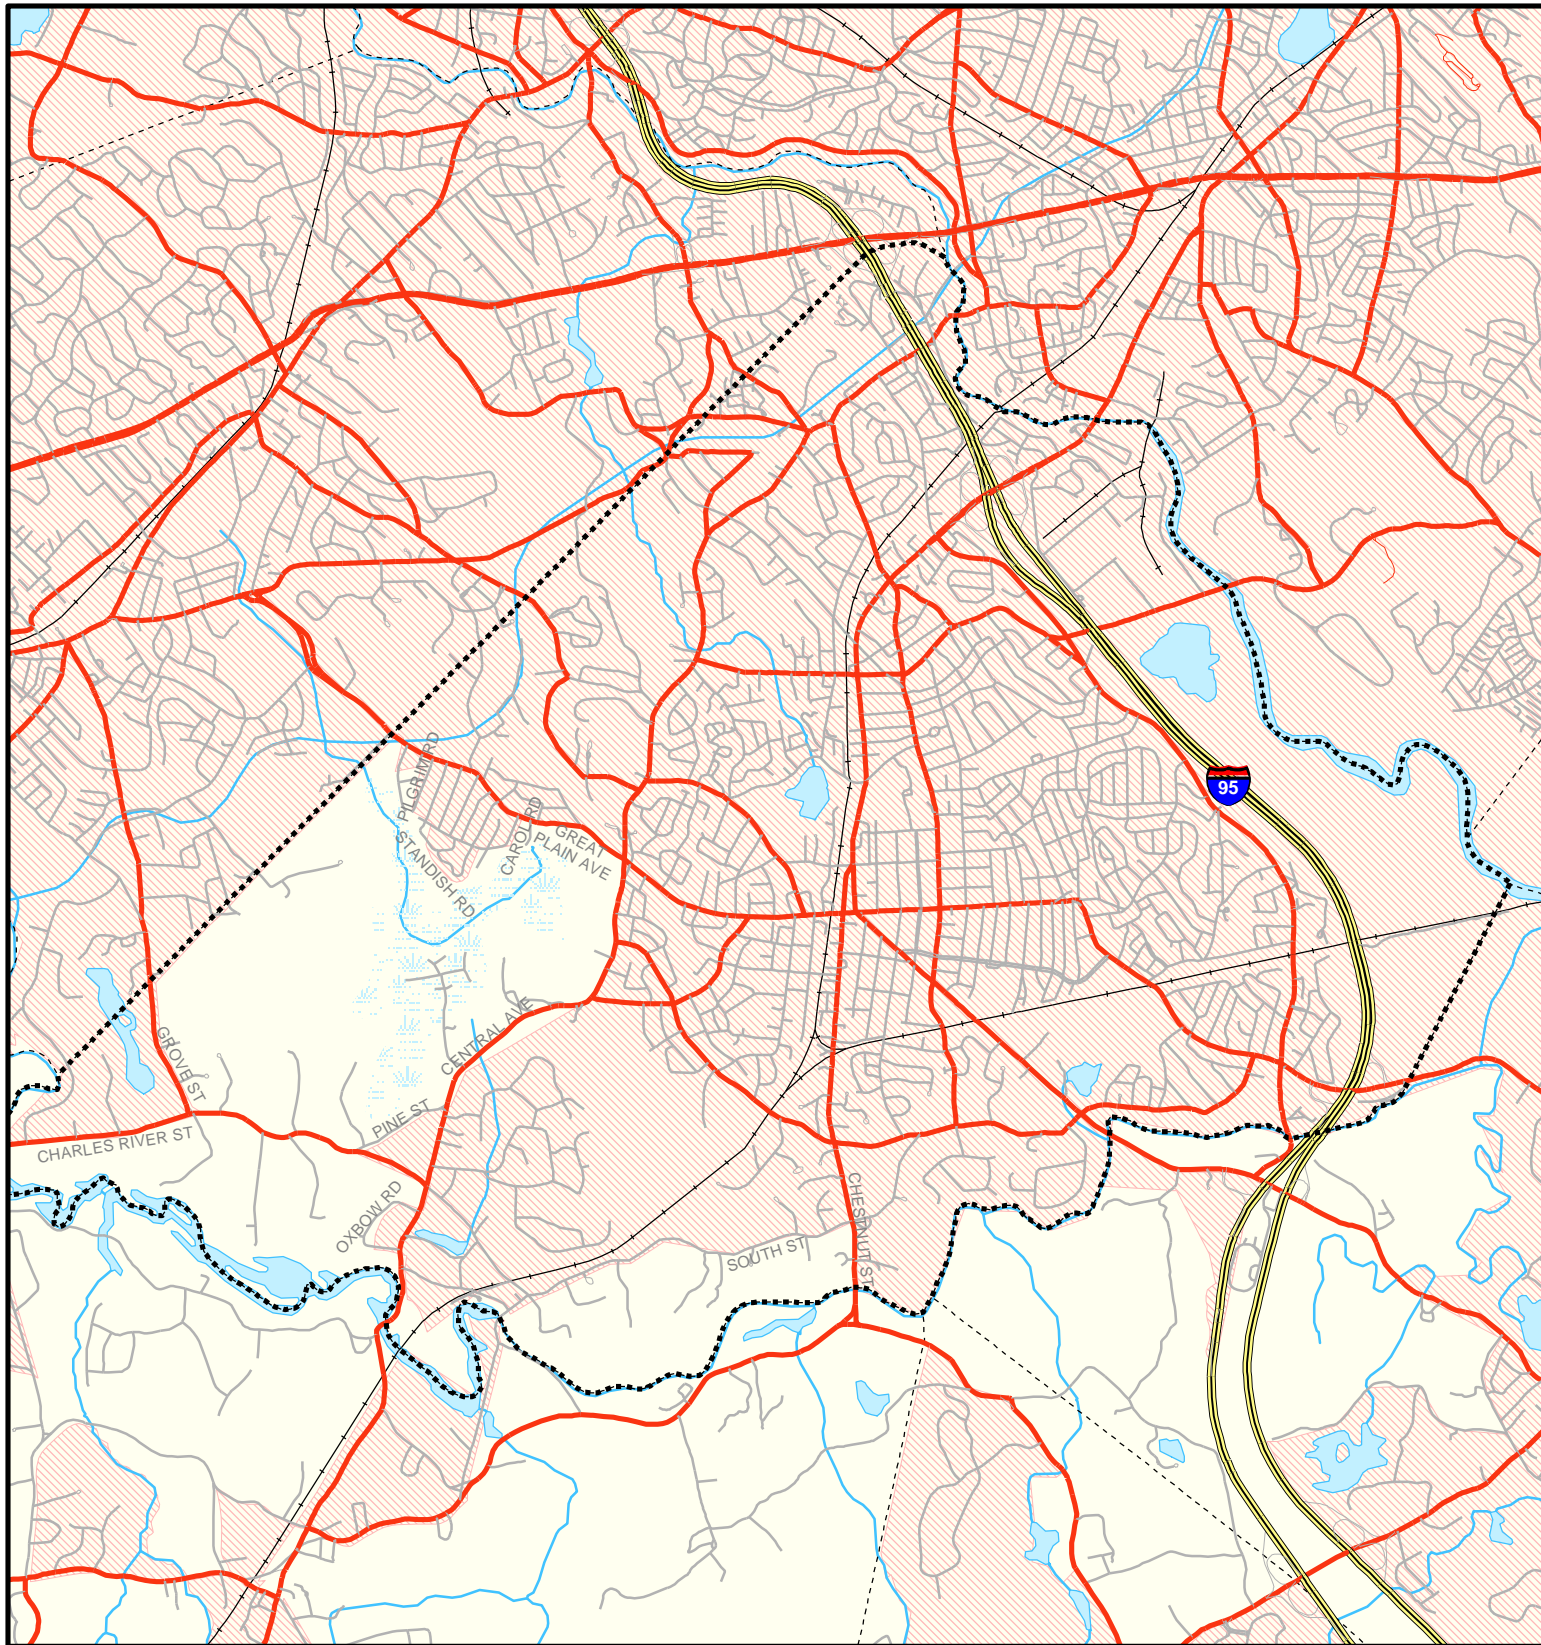 PILGRIM RD
95
CAROL RD
GREAT
PLAIN AVE
STANDISH RD
CENTRAL AVE
GROVE ST
PINE ST
CHARLES RIVER ST
OXBOW RD
CHESTNUT ST
SOUTH ST